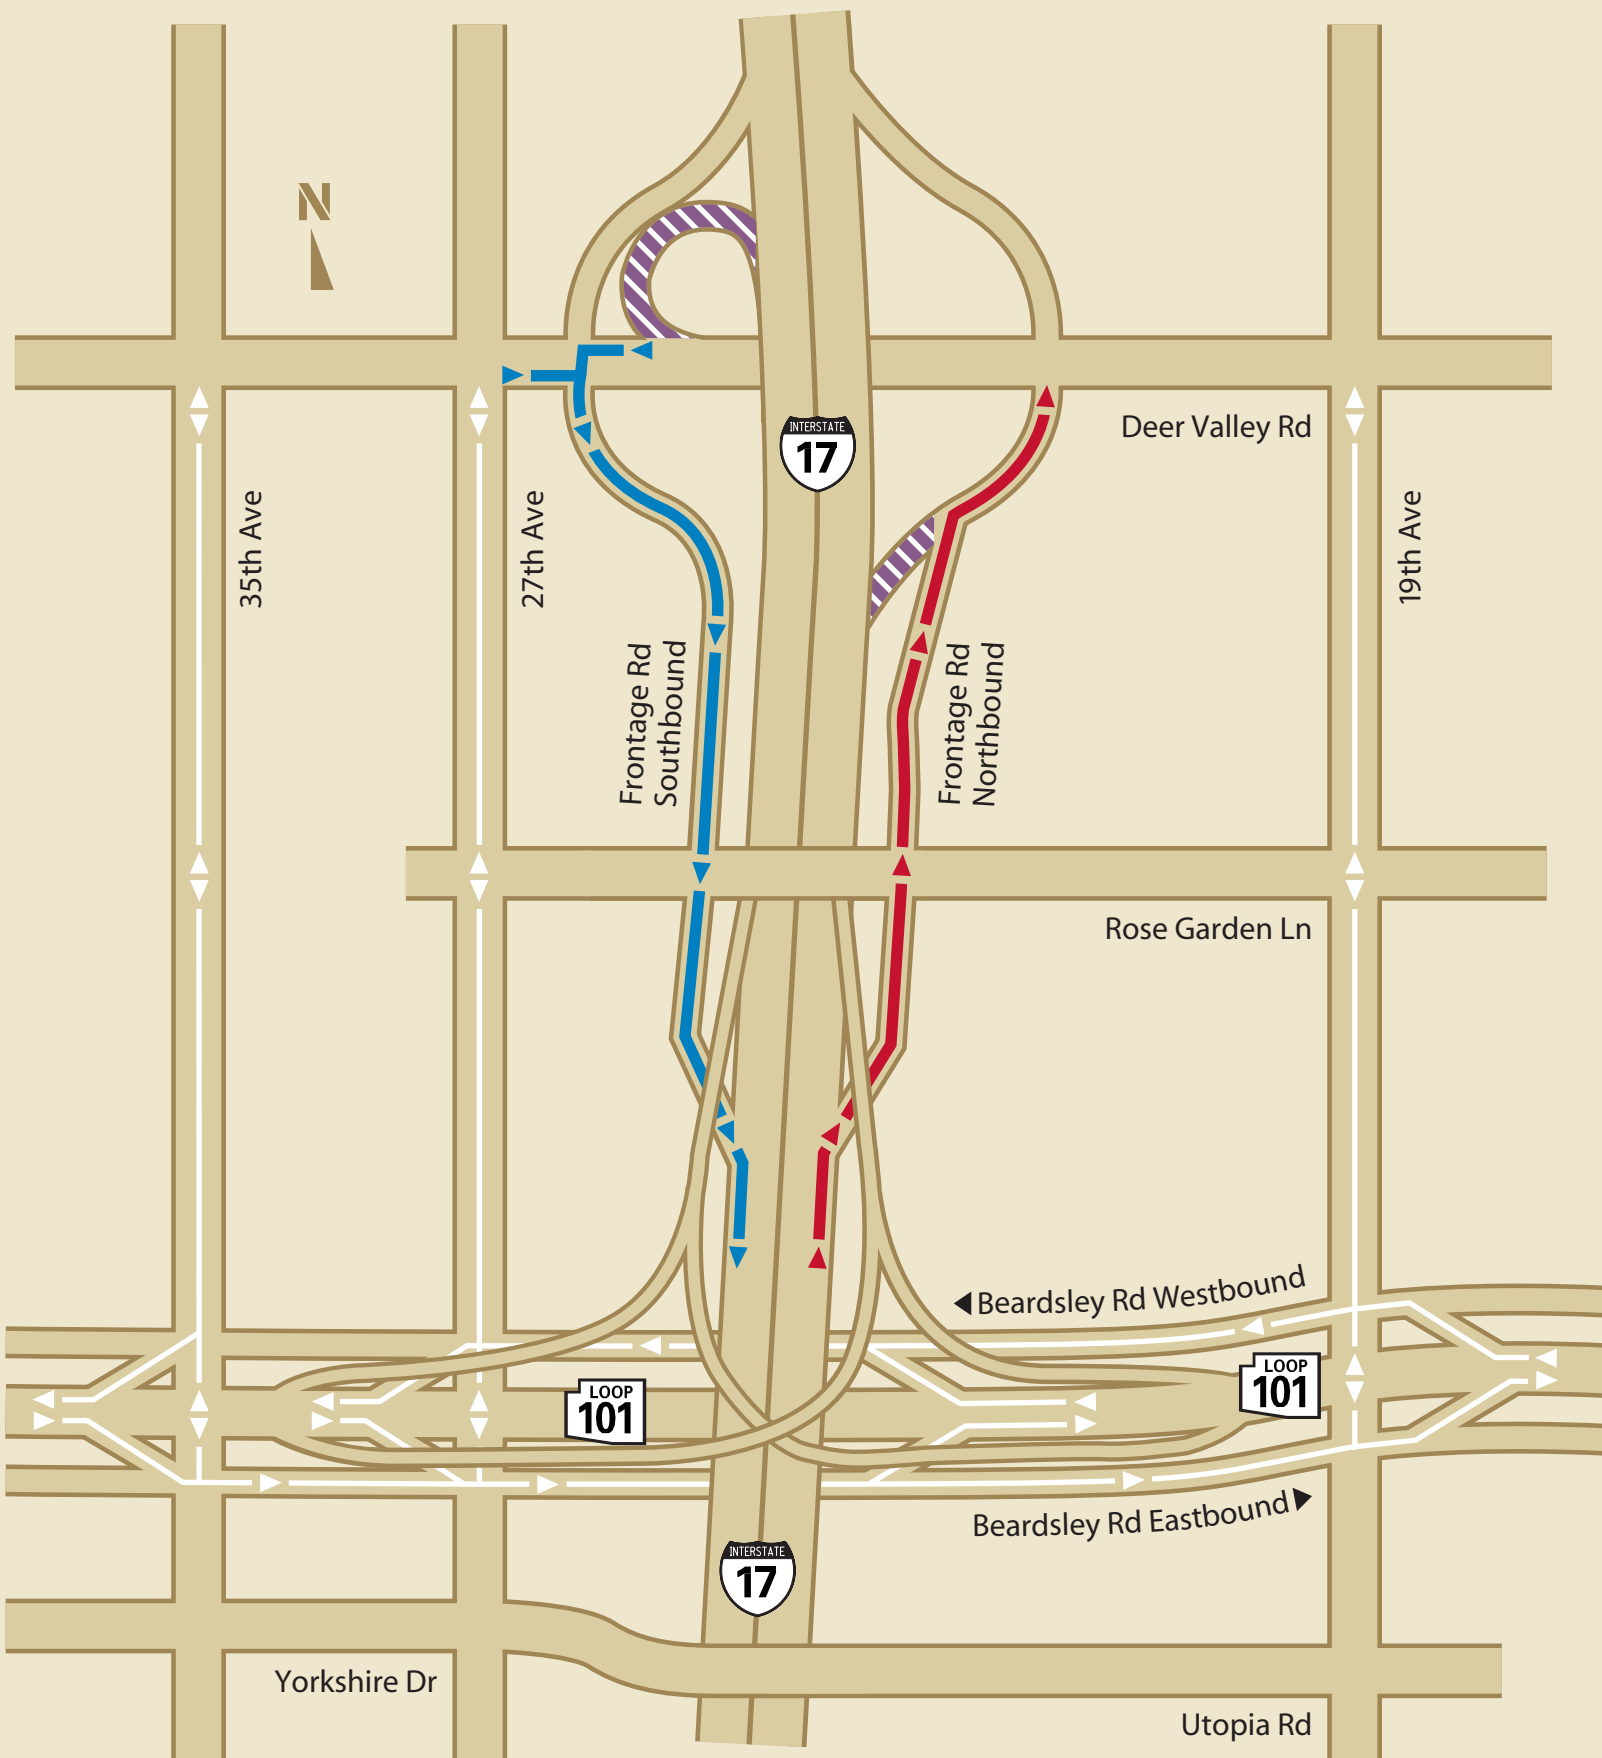 N
INTERSTATE
17
Deer Valley Rd
35th Ave
27th Ave
19th Ave
Frontage Rd
Southbound
Frontage Rd
Northbound
Rose Garden Ln
Beardsley Rd Westbound
LOOP
101
LOOP
101
Beardsley Rd Eastbound
INTERSTATE
17
Yorkshire Dr
Utopia Rd